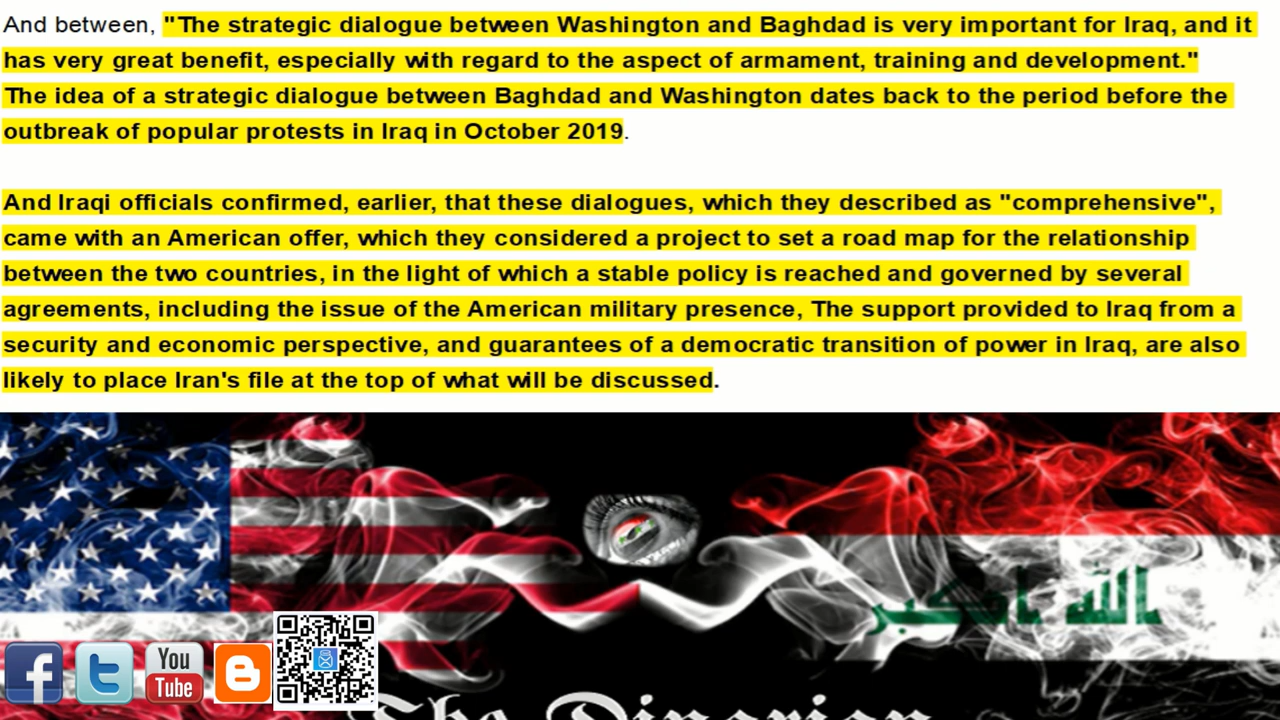 And between, "The strategic dialogue between Washington and Baghdad is very important for Iraq, and it
has very great benefit, especially with regard to the aspect of armament, training and development."
The idea of a strategic dialogue between Baghdad and Washington dates back to the period before the
outbreak of popular protests in Iraq in October 2019.
And Iraqi officials confirmed, earlier, that these dialogues, which they described as "comprehensive",
came with an American offer, which they considered a project to set a road map for the relationship
between the two countries, in the light of which a stable policy is reached and governed by several
agreements, including the issue of the American military presence, The support provided to Iraq from a
security and economic perspective, and guarantees of a democratic transition of power in Iraq, are also
likely to place Iran's file at the top of what will be discussed.
الله اكبر
You
Tube
The Dinarian